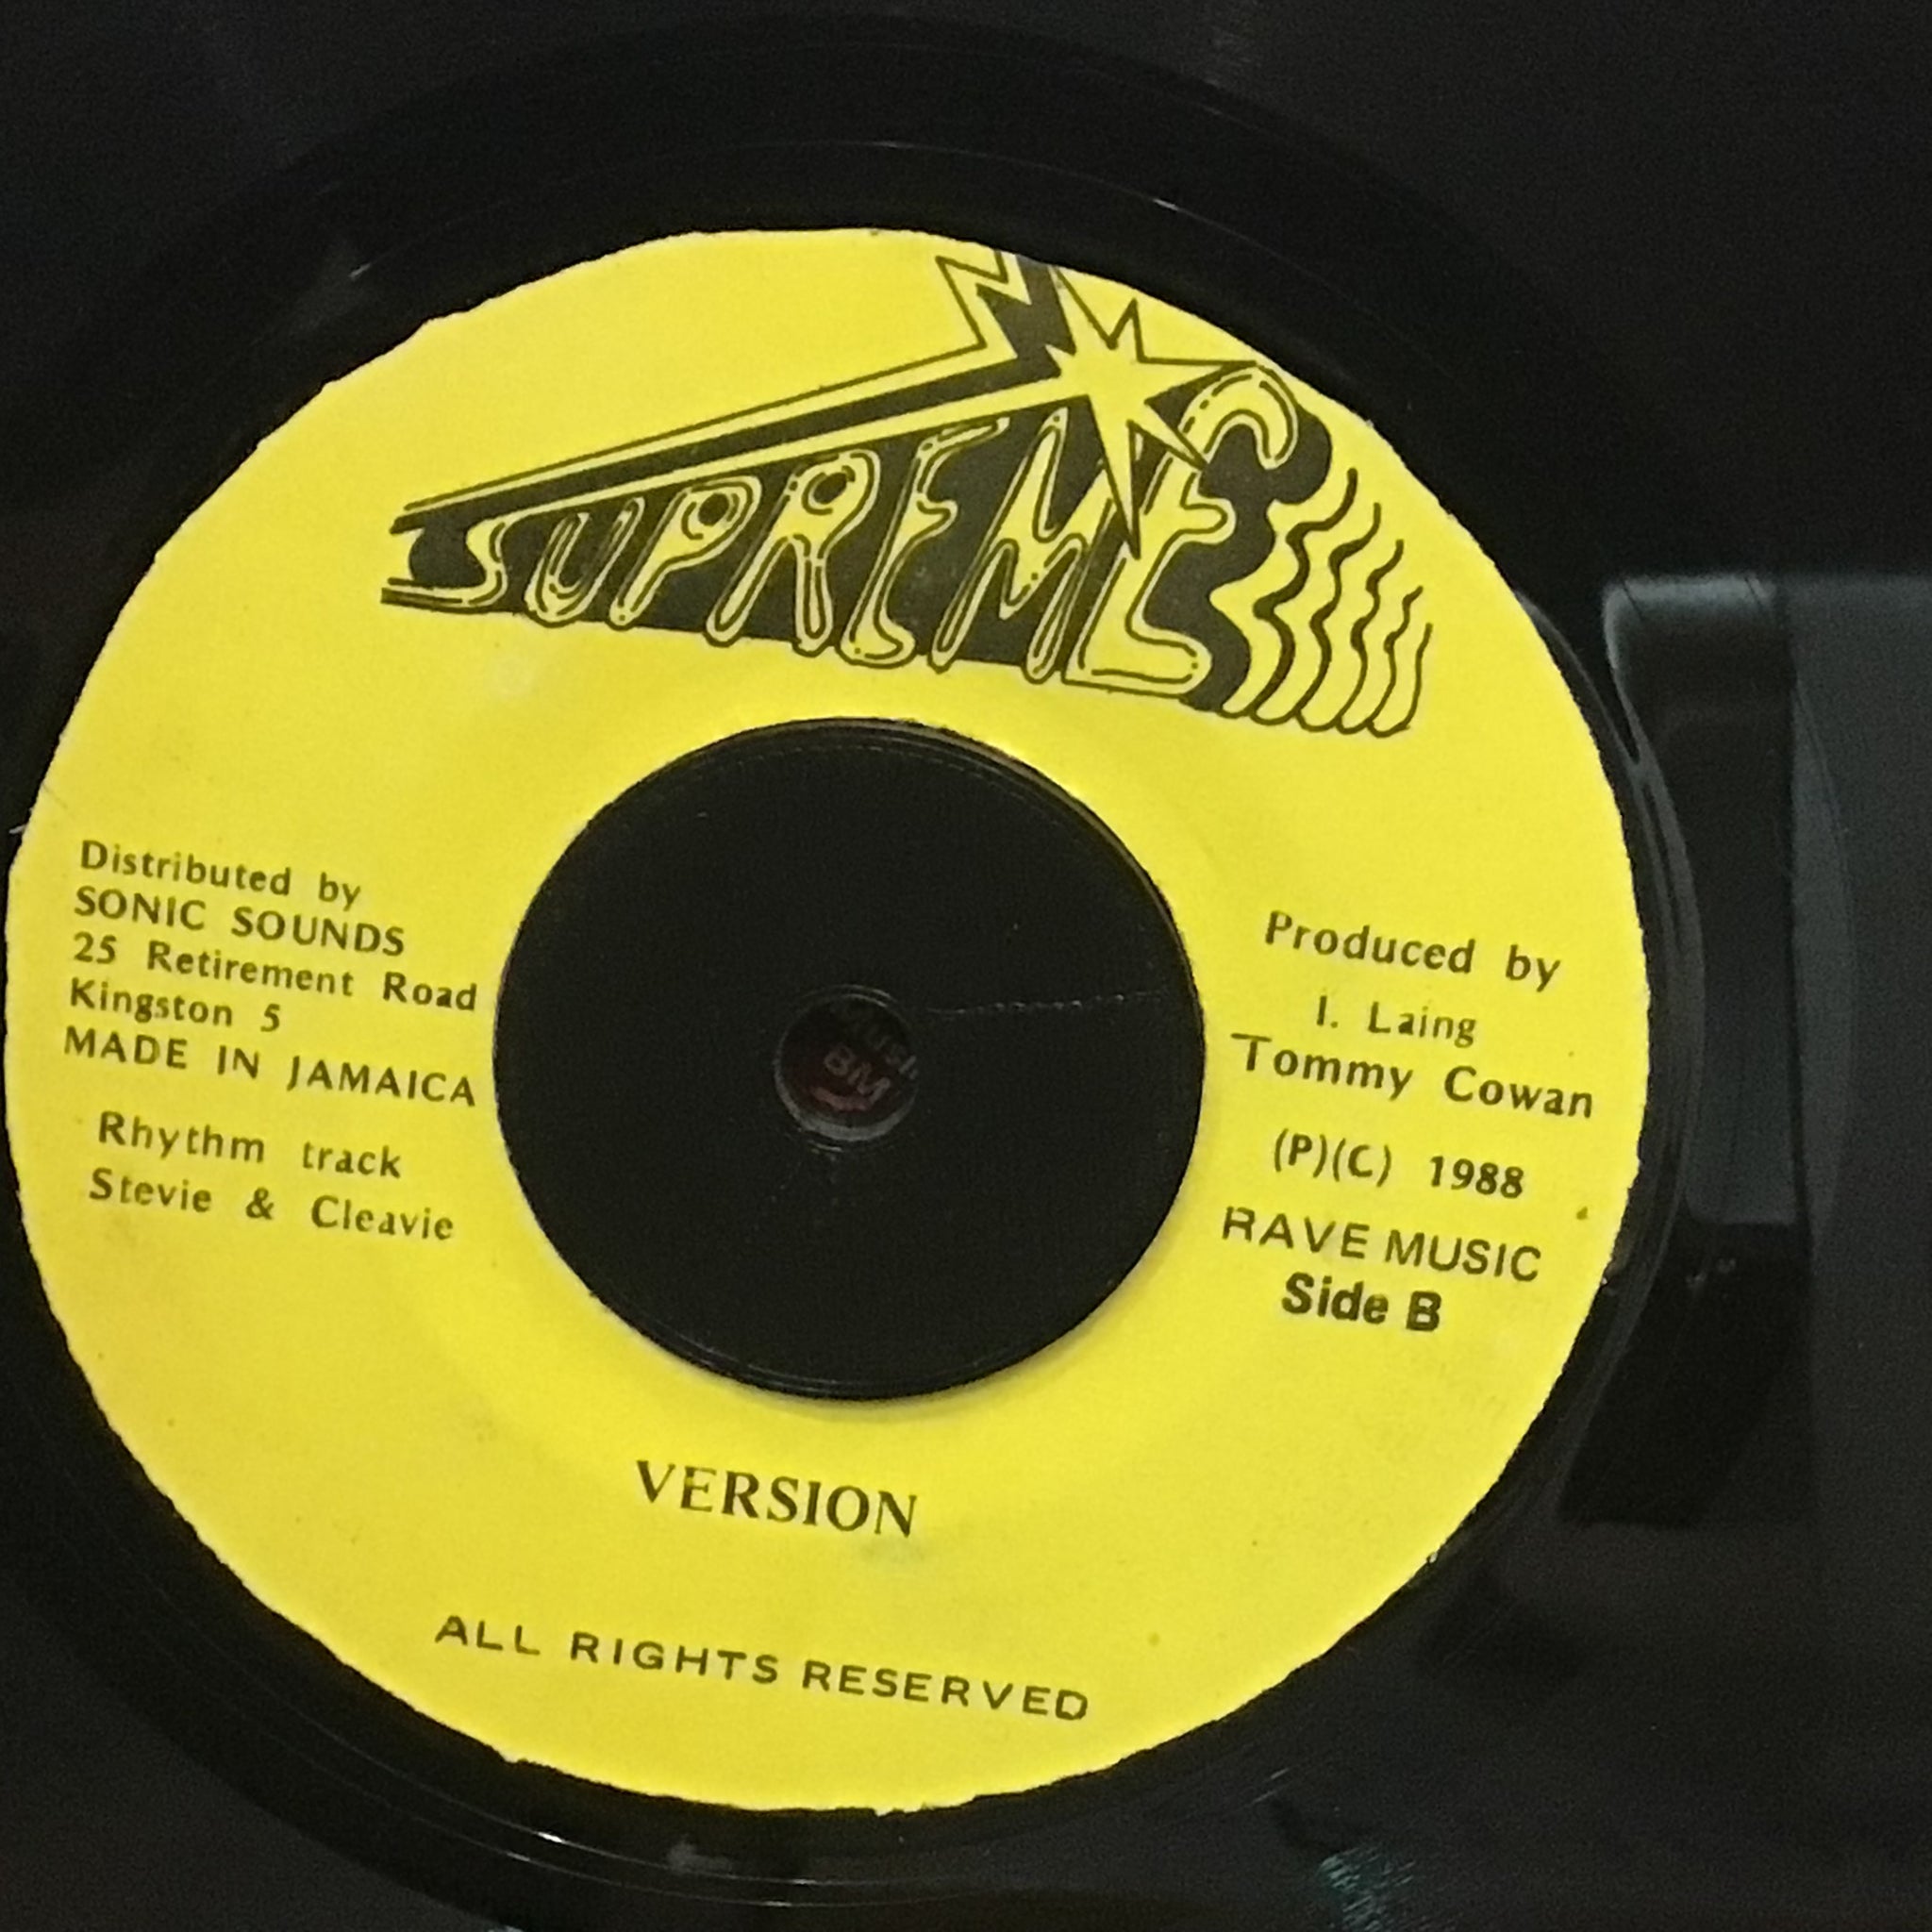 SUPREME
Distributed by
SONIC SOUNDS
25 Retirement Road
Kingston 5
MADE IN JAMAICA
Rhythm track
Stevie & Cleavie
Produced by
I. Laing
Tommy Cowan
(P)(C) 1988
RAVE MUSIC
Side B
BM
VERSION
ALL RIGHTS RESERVED